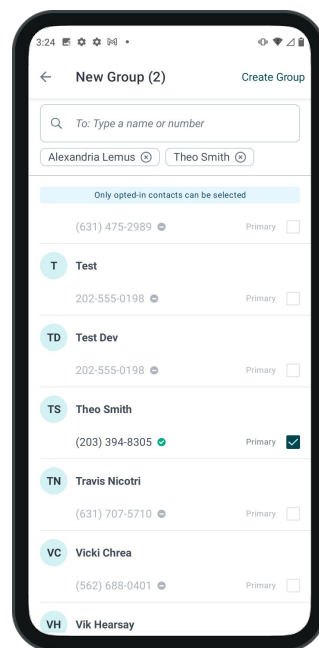 3:24
New Group (2)
Create Group
To: Type a name or number
Alexandria Lemus
Theo Smith
Only opted-in contacts can be selected
(631) 475-2989 Primary
T Test
202-555-0198 Primary
TD Test Dev
202-555-0198 Primary
TS Theo Smith
(203) 394-8305 Primary
TN Travis Nicotri
(631) 707-5710 Primary
VC Vicki Chrea
(562) 688-0401 Primary
VH Vik Hearsay